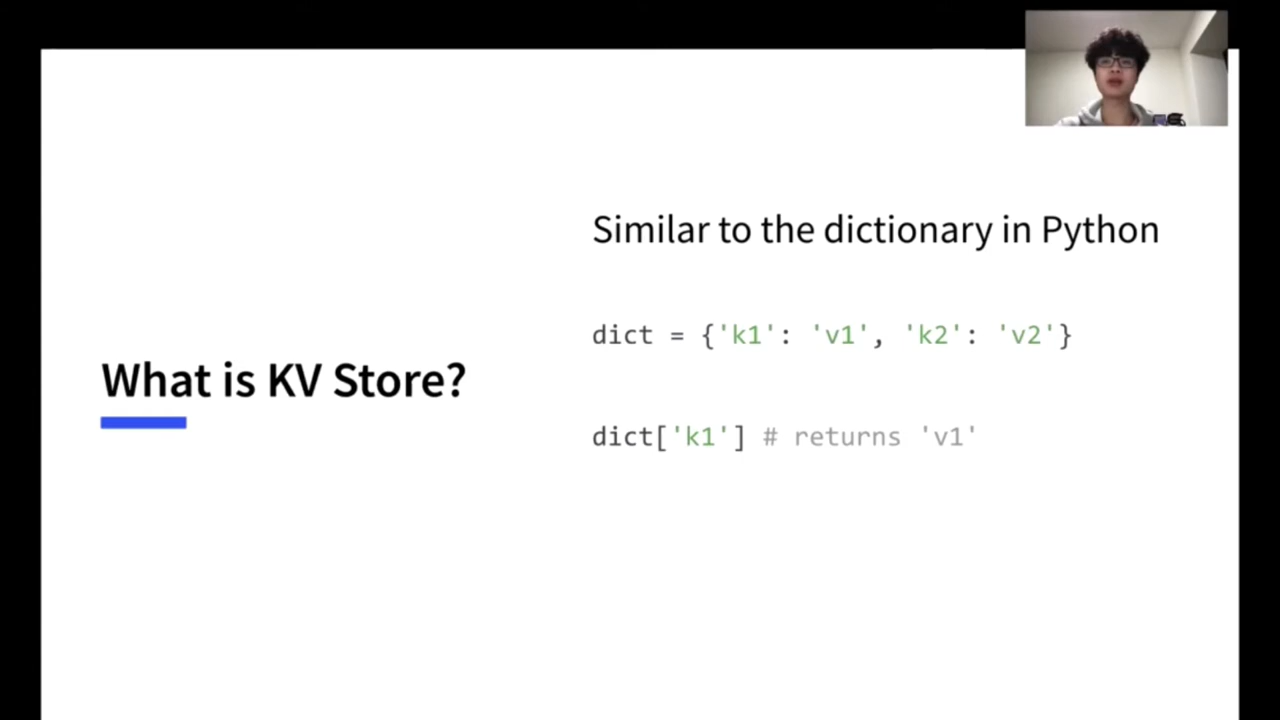 What is KV Store?
Similar to the dictionary in Python
dict = {'k1': 'v1', 'k2': 'v2'}
dict['k1'] # returns 'v1'